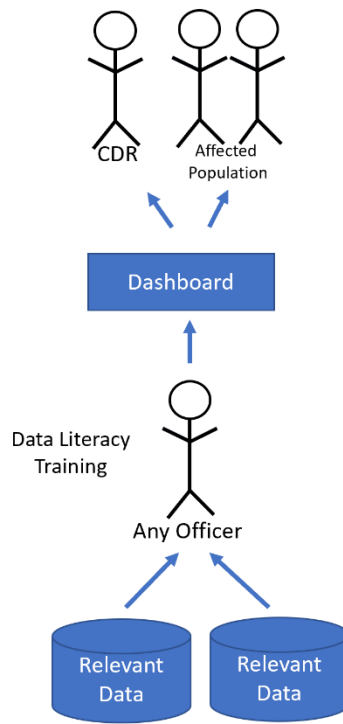 CDR
Affected
Population
Dashboard
Data Literacy
Training
Any Officer
Relevant
Data
Relevant
Data